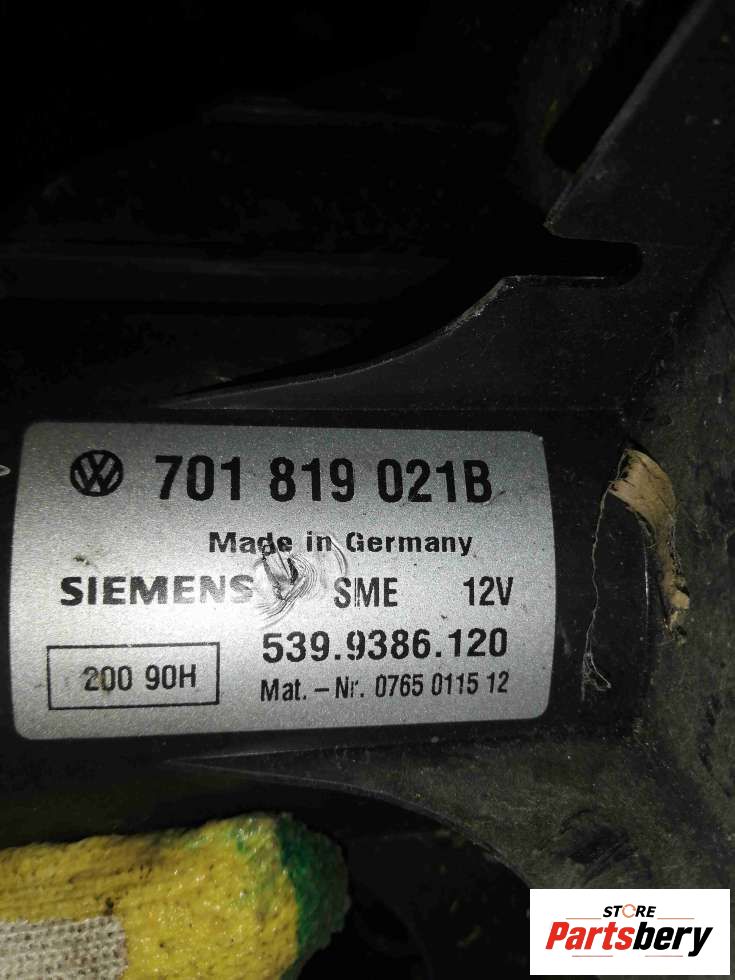 VW 701 819 021B
Made in Germany
SIEMENS SME 12V
539.9386.120
200 90H
Mat.-Nr. 0765 0115 12
STORE
Partsbery